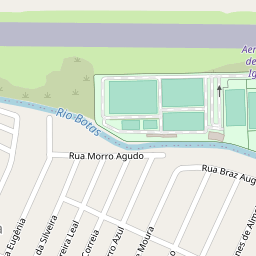 Aer
de
Ig
Rio Botas
Rua Morro Agudo
Rua Braz Aug
a Eugênia
da Silveira
reira Leal
Correia
ro Azul
e Moura
nes de Alm
a